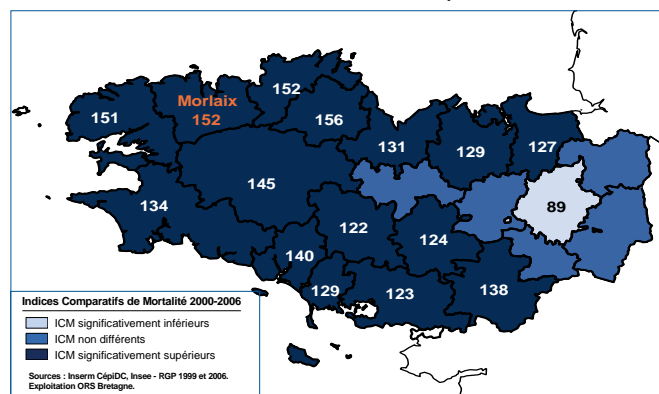 152
Morlaix
151
152
156
131
129
127
145
134
89
122
124
140
129
123
138
Indices Comparatifs de Mortalité 2000-2006
ICM significativement inférieurs
ICM non différents
ICM significativement supérieurs
Sources : Inserm CépiDC, Insee - RGP 1999 et 2006.
Exploitation ORS Bretagne.